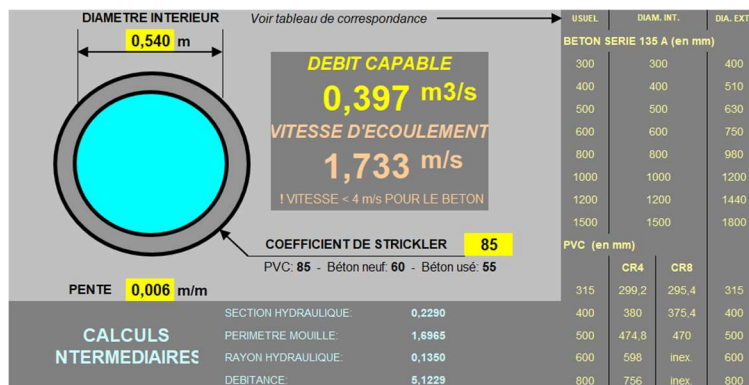 DIAMETRE INTERIEUR
0,540 m
Voir tableau de correspondance
DEBIT CAPABLE
0,397 m3/s
VITESSE D'ECOULEMENT
1,733 m/s
! VITESSE < 4 m/s POUR LE BETON
COEFFICIENT DE STRICKLER 85
PVC: 85 - Béton neuf: 60 - Béton usé: 55
PENTE 0,006 m/m
CALCULS
NTERMEDIAIRES
SECTION HYDRAULIQUE: 0,2290
PERIMETRE MOUILLE: 1,6965
RAYON HYDRAULIQUE: 0,1350
DEBITANCE: 5,1229
USUEL DIAM. INT. DIA. EXT
BETON SERIE 135 A (en mm)
300 300 400
400 400 510
500 500 630
600 600 750
800 800 980
1000 1000 1200
1200 1200 1440
1500 1500 1800
PVC (en mm)
CR4 CR8
315 299,2 295,4 315
400 380 375,4 400
500 474,8 470 500
600 598 inex. 600
800 756 inex. 800